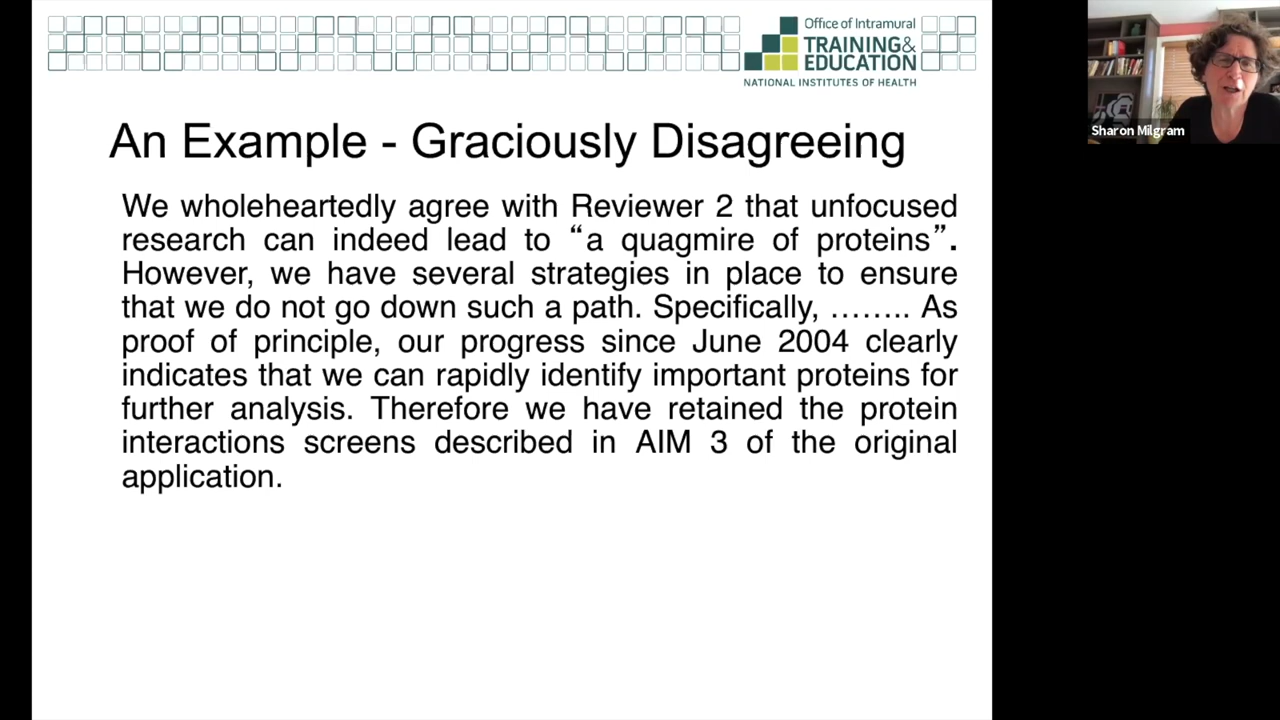 Office of Intramural
TRAINING&
EDUCATION
NATIONAL INSTITUTES OF HEALTH
Sharon Milgram
An Example - Graciously Disagreeing
We wholeheartedly agree with Reviewer 2 that unfocused
research can indeed lead to “a quagmire of proteins”.
However, we have several strategies in place to ensure
that we do not go down such a path. Specifically, …….. As
proof of principle, our progress since June 2004 clearly
indicates that we can rapidly identify important proteins for
further analysis. Therefore we have retained the protein
interactions screens described in AIM 3 of the original
application.